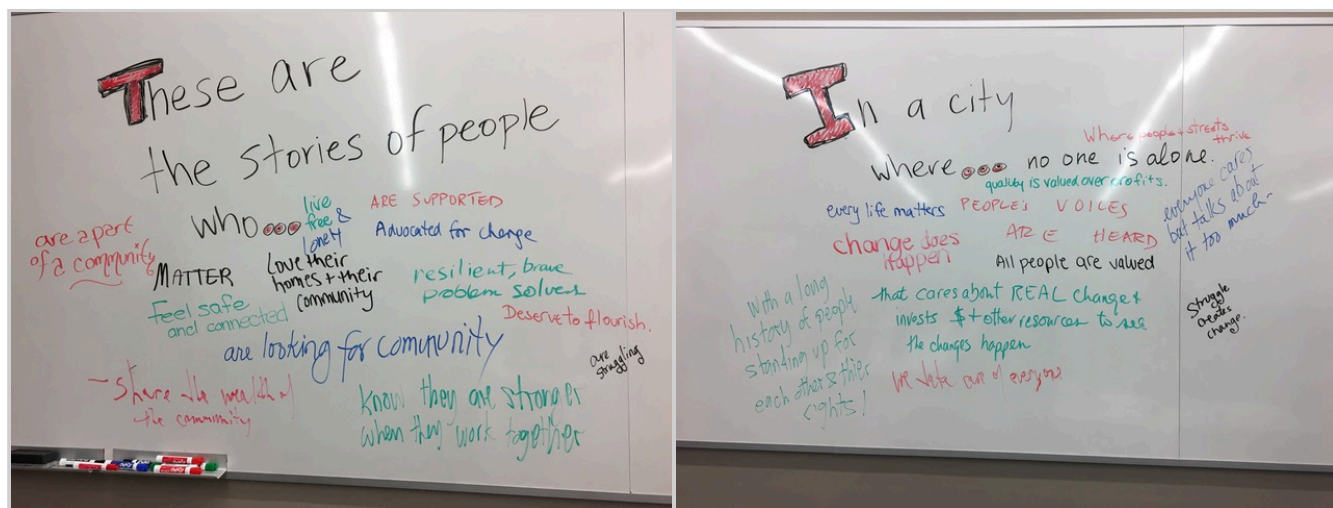 These are
the stories of people
who...
live
free &
lonely
ARE SUPPORTED
Advocated for change
are a part
of a community
MATTER
love their
homes + their
community
resilient, brave
problem solvers
Feel safe
and connected
Deserve to flourish.
are looking for community
are
struggling
- Share the wealth of
the community
know they are stronger
when they work together
In a city
Where people + streets
thrive
where... no one is alone.
quality is valued over profits.
every life matters
PEOPLE'S VOICES
ARE HEARD
everyone cares
but talks about
it too much
change does
happen
All people are valued
With a long
history of people
standing up for
each other & thier
rights!
that cares about REAL change +
invests $ + other resources to see
the changes happen
Struggle
creates
change.
We take care of everyone